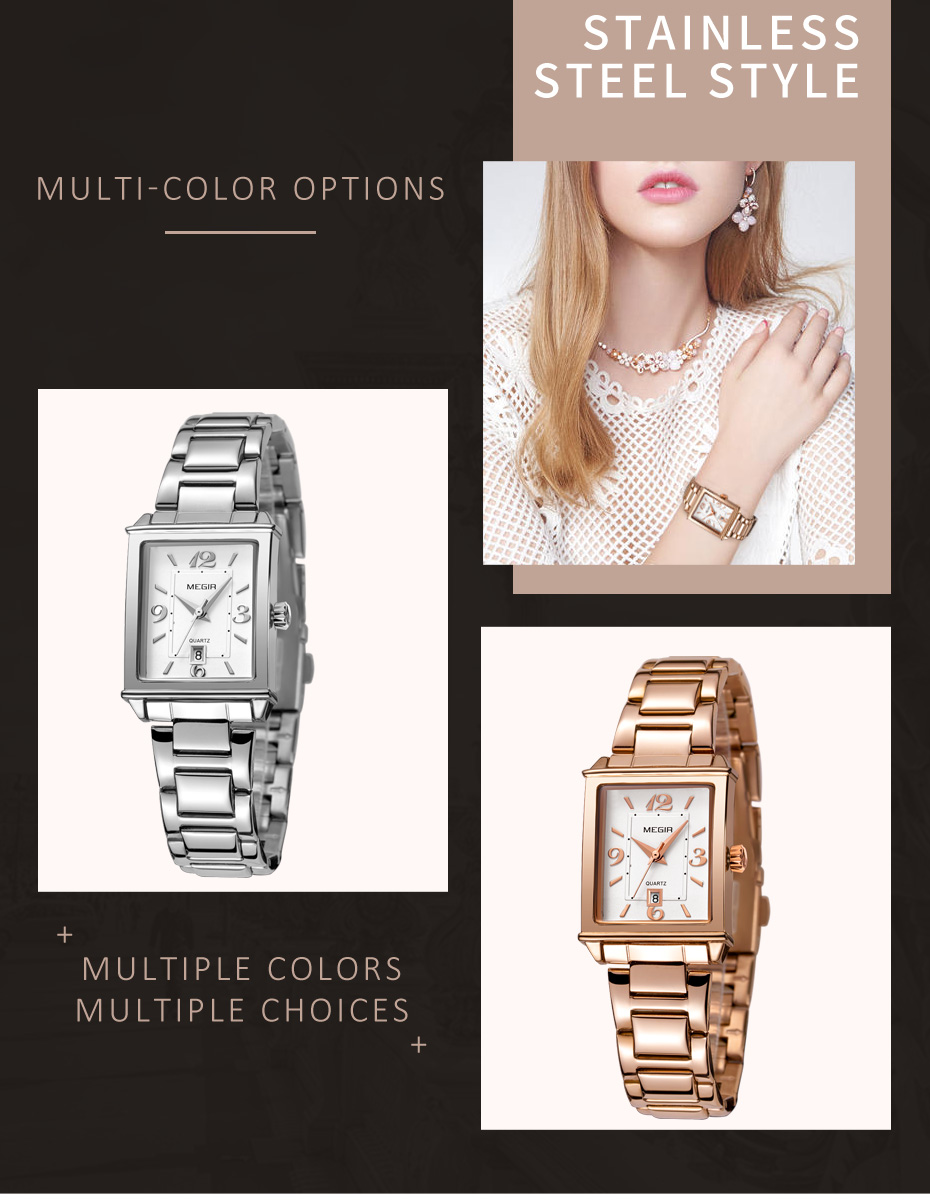 STAINLESS
STEEL STYLE
MULTI-COLOR OPTIONS
12
MEGIR
9
3
QUARTZ
8
6
12
MEGIR
9
3
QUARTZ
8
6
+
MULTIPLE COLORS
MULTIPLE CHOICES
+